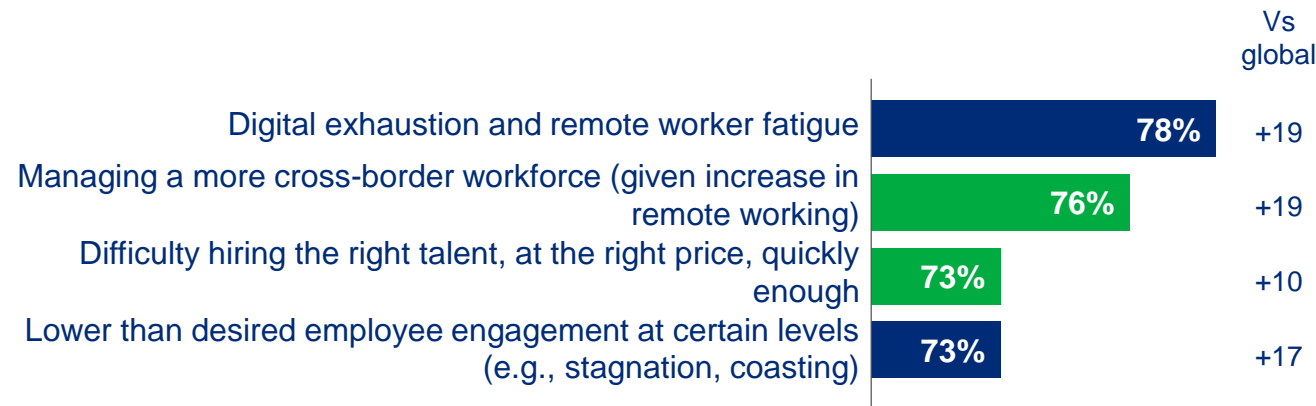 Vs
global
Digital exhaustion and remote worker fatigue
78%
+19
Managing a more cross-border workforce (given increase in
remote working)
76%
+19
Difficulty hiring the right talent, at the right price, quickly
enough
73%
+10
Lower than desired employee engagement at certain levels
(e.g., stagnation, coasting)
73%
+17